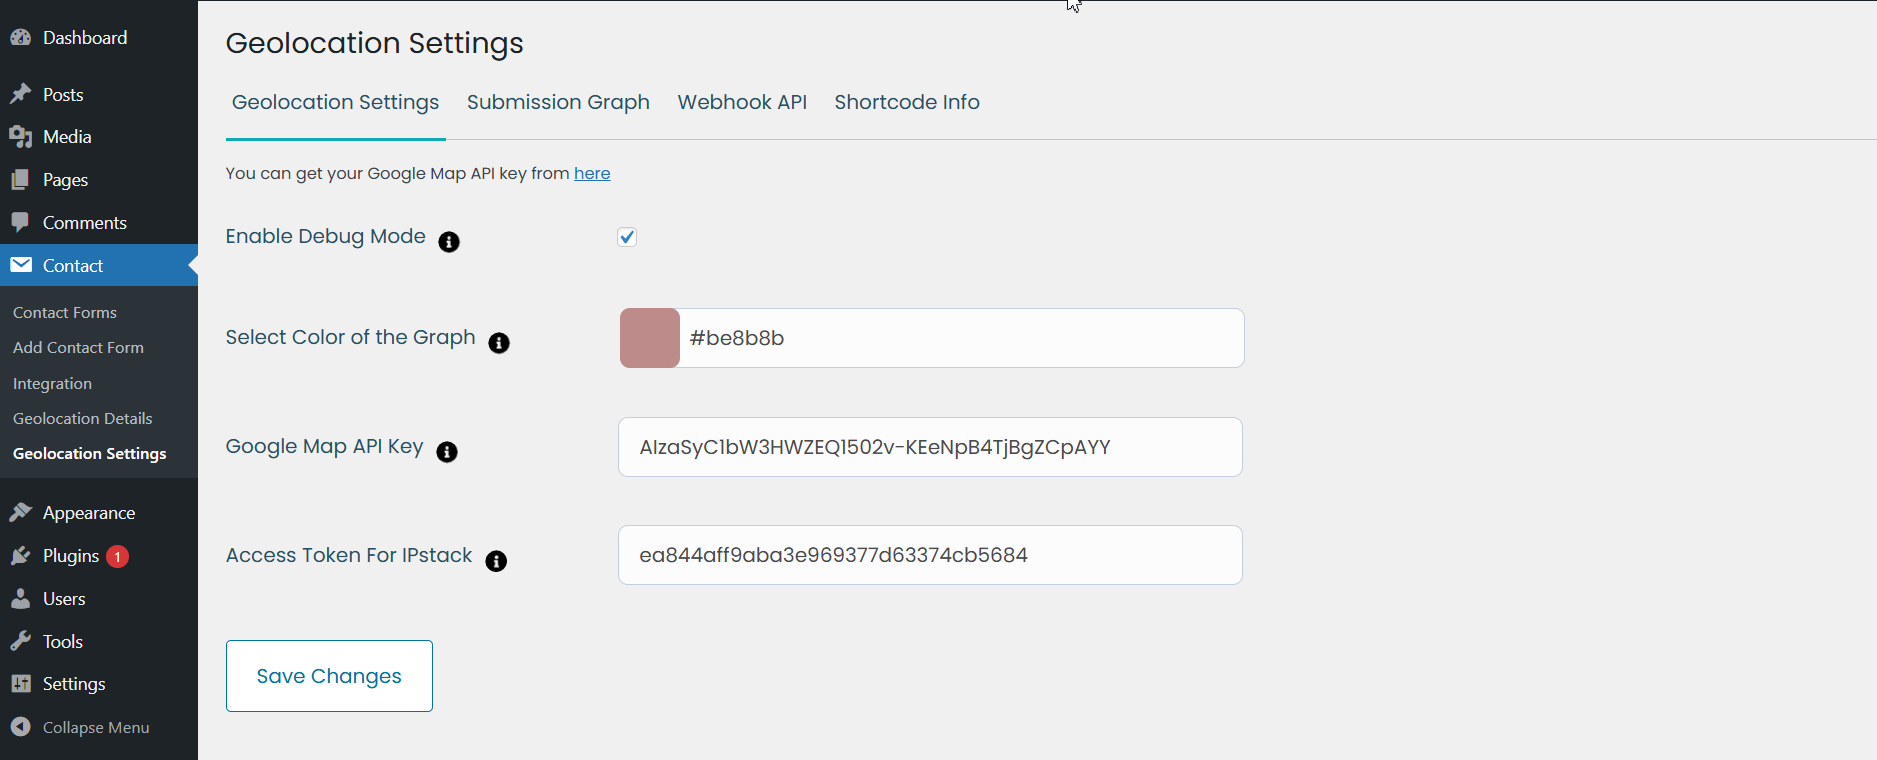 Dashboard
Posts
Media
Pages
Comments
Contact
Contact Forms
Add Contact Form
Integration
Geolocation Details
Geolocation Settings
Appearance
Plugins 1
Users
Tools
Settings
Collapse Menu
Geolocation Settings
Geolocation Settings Submission Graph Webhook API Shortcode Info
You can get your Google Map API key from here
Enable Debug Mode
Select Color of the Graph #be8b8b
Google Map API Key AIzaSyC1bW3HWZEQ1502v-KEeNpB4TjBgZCpAYY
Access Token For IPstack ea844aff9aba3e969377d63374cb5684
Save Changes